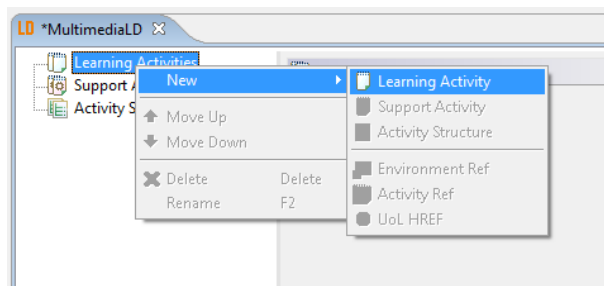 LD *MultimediaLD
Learning Activities
Support A
Activity S
New
Move Up
Move Down
Delete Delete
Rename F2
Learning Activity
Support Activity
Activity Structure
Environment Ref
Activity Ref
UoL HREF